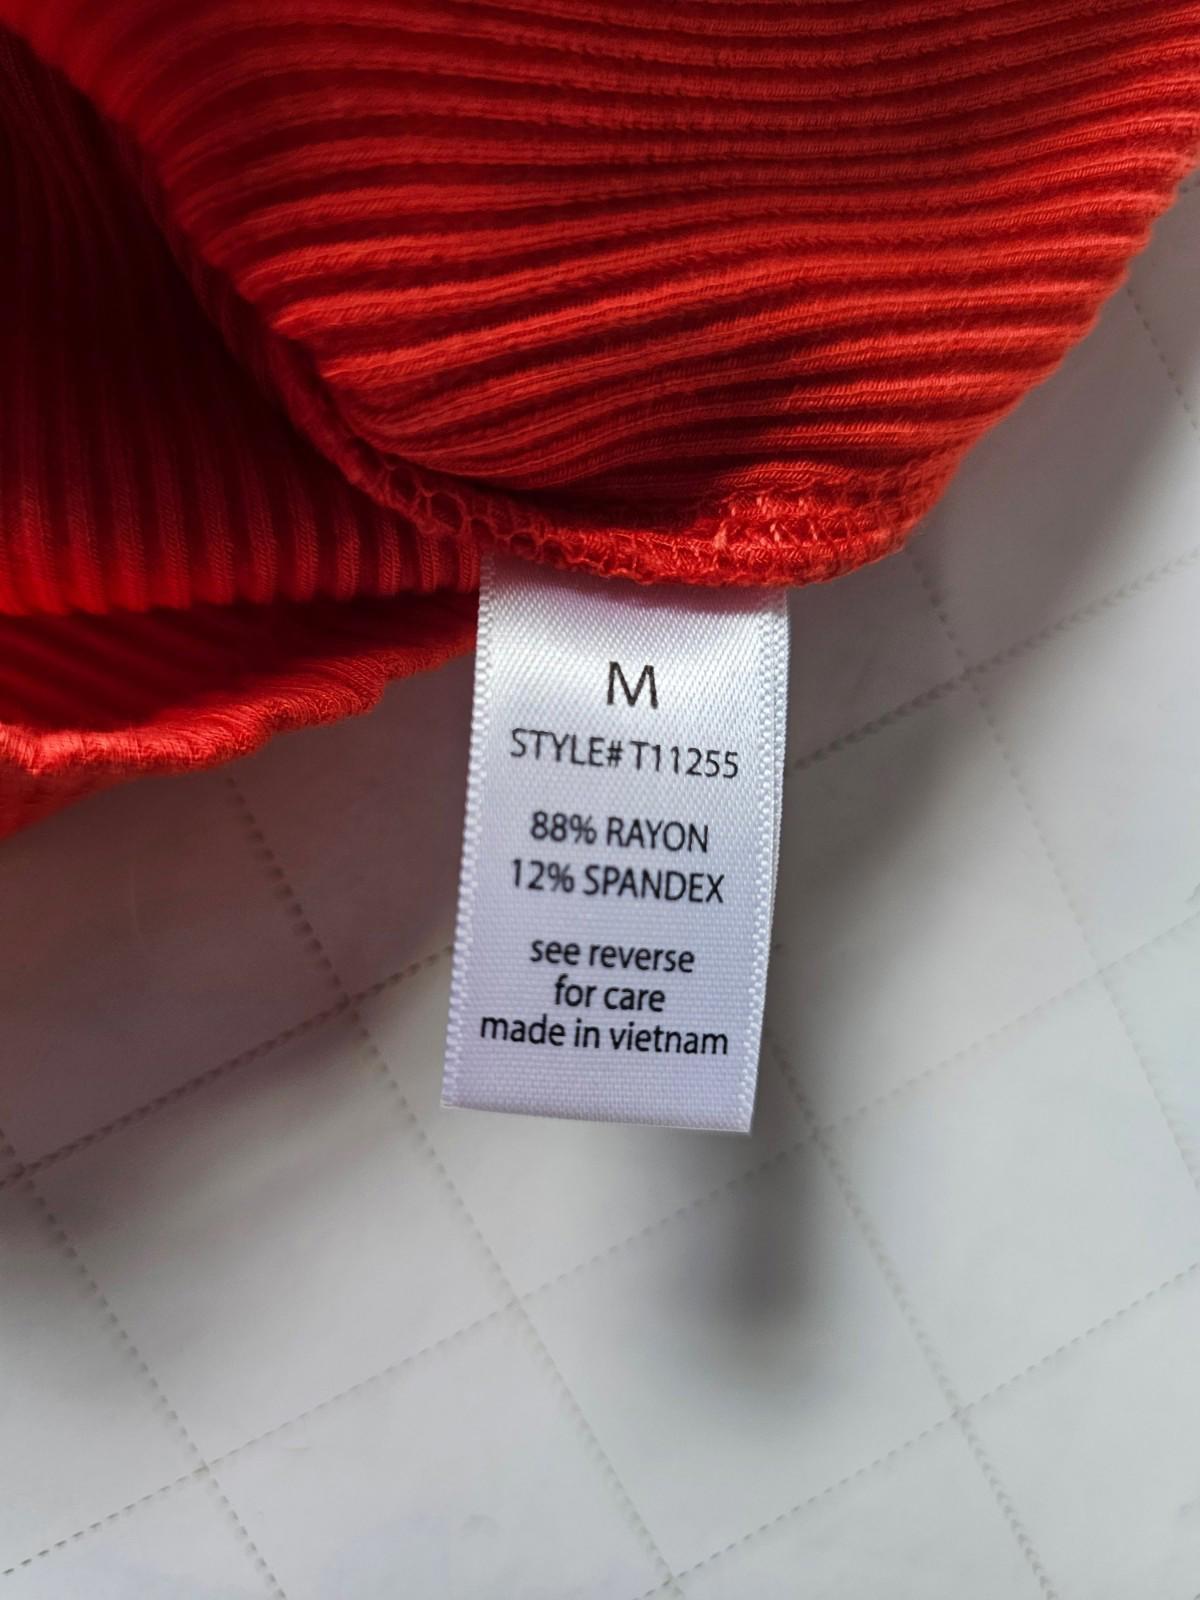 M
STYLE# T11255
88% RAYON
12% SPANDEX
see reverse
for care
made in vietnam